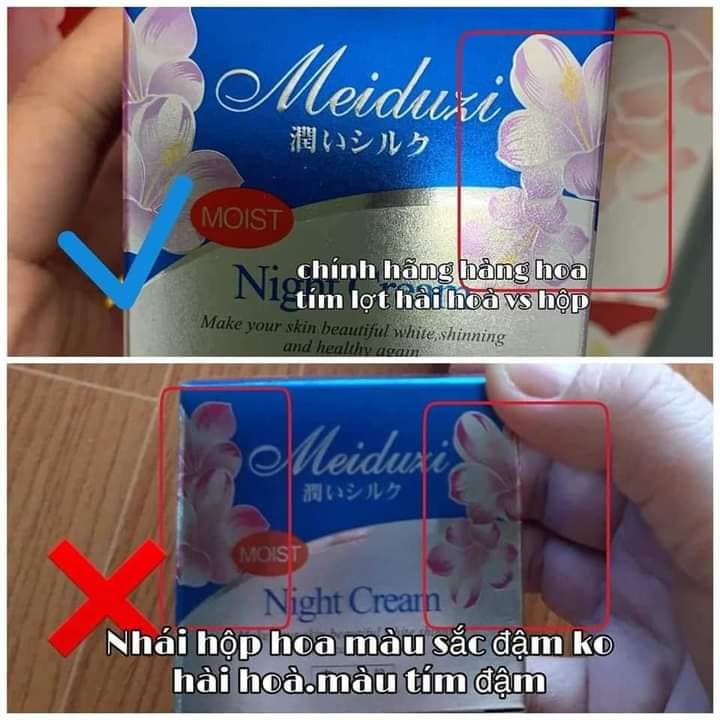 Meiduzi
潤いシルク
MOIST
Night Cream
chính hãng hàng hoa
tím lợt hài hoà vs hộp
Make your skin beautiful white,shinning
and healthy again
Meiduzi
潤いシルク
MOIST
Night Cream
Nhái hộp hoa màu sắc đậm ko
hài hoà.màu tím đậm